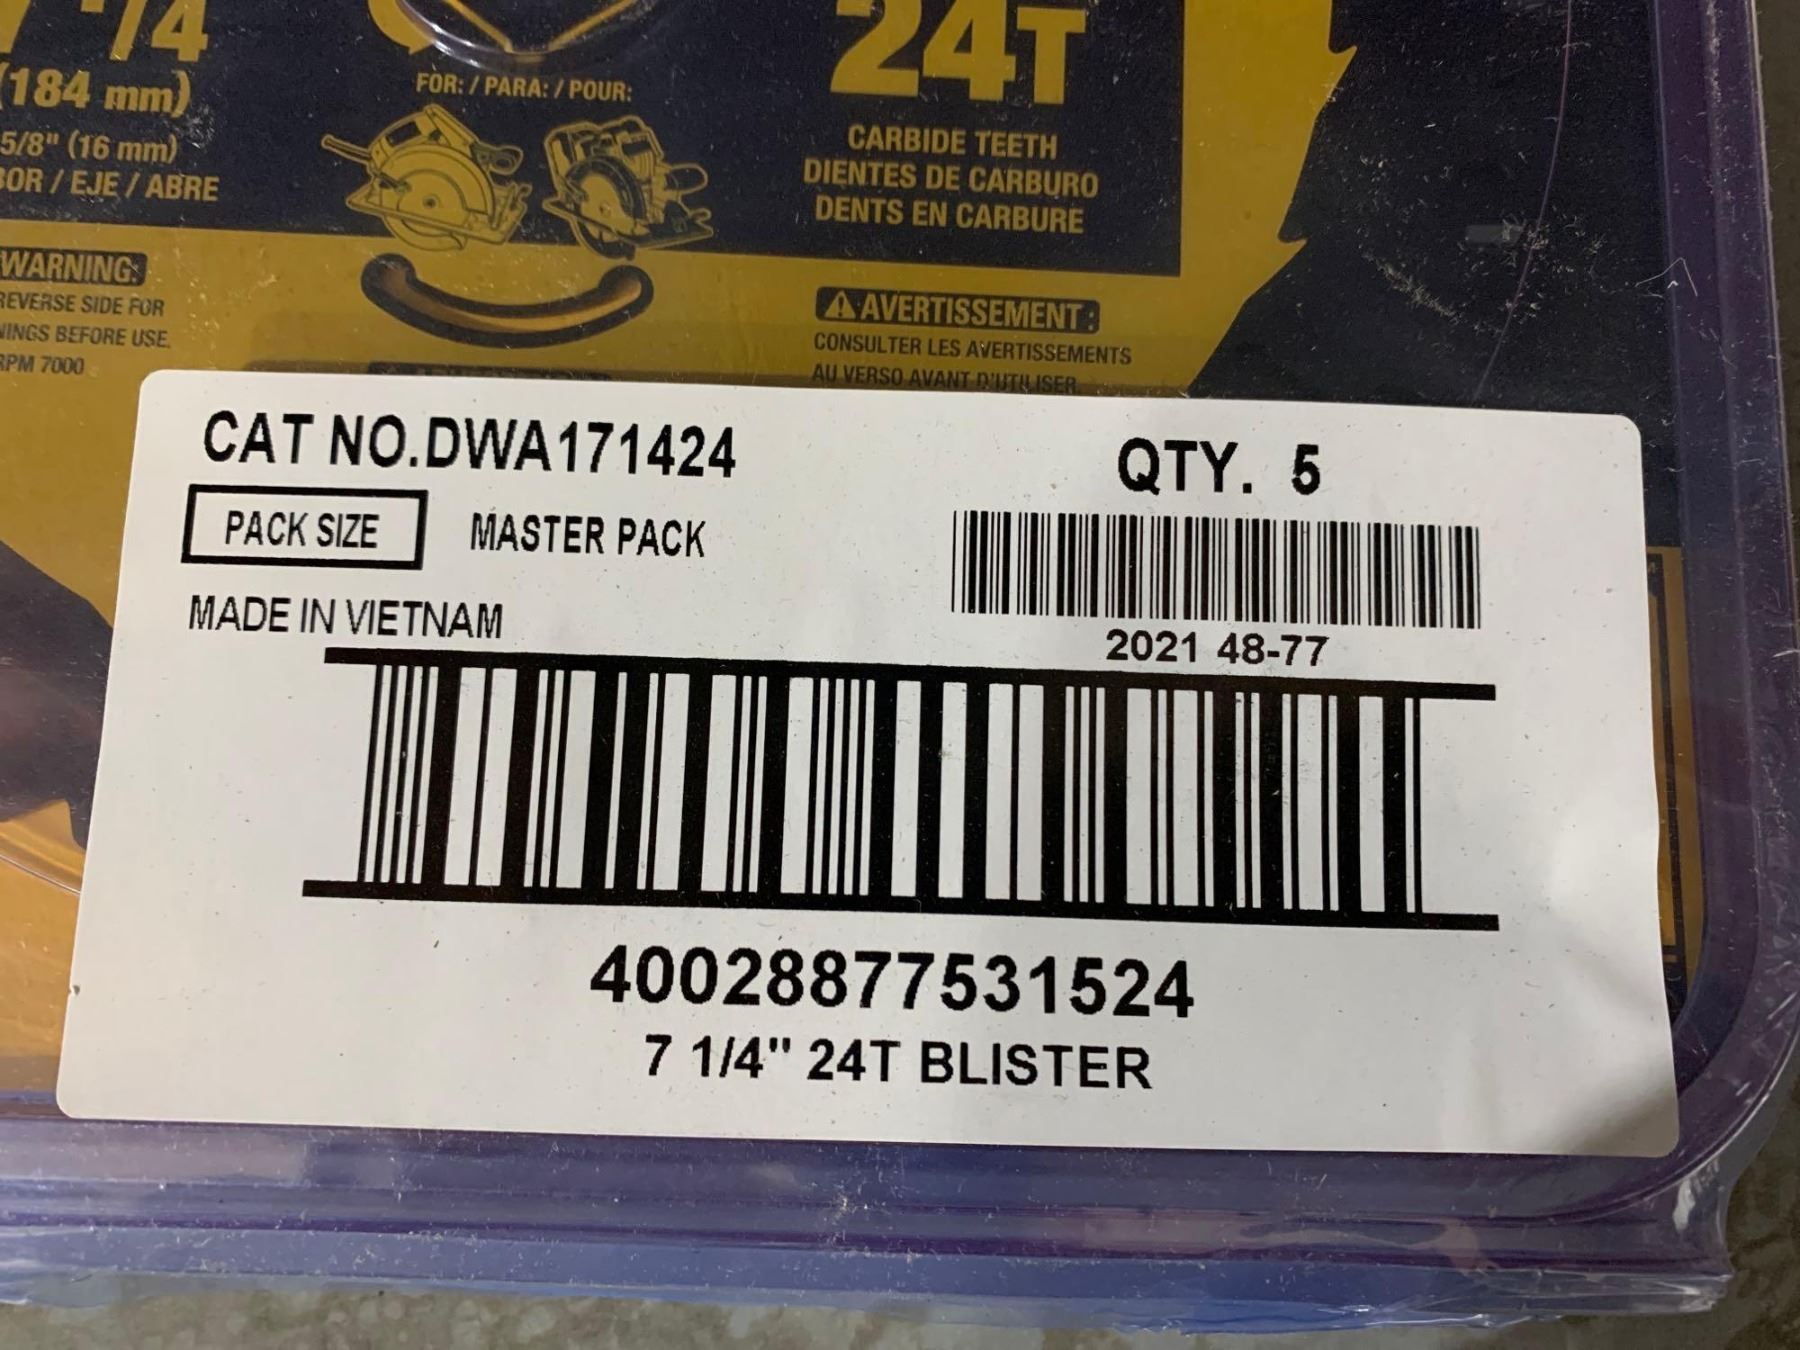 7 1/4
(184 mm)
5/8" (16 mm)
/ EJE / ABRE
FOR: / PARA: / POUR:
24T
CARBIDE TEETH
DIENTES DE CARBURO
DENTS EN CARBURE
WARNING:
REVERSE SIDE FOR
BEFORE USE.
RPM 7000
AVERTISSEMENT :
CONSULTER LES AVERTISSEMENTS
AU VERSO AVANT D'UTILISER.
CAT NO.DWA171424
QTY. 5
PACK SIZE
MASTER PACK
MADE IN VIETNAM
2021 48-77
40028877531524
7 1/4" 24T BLISTER